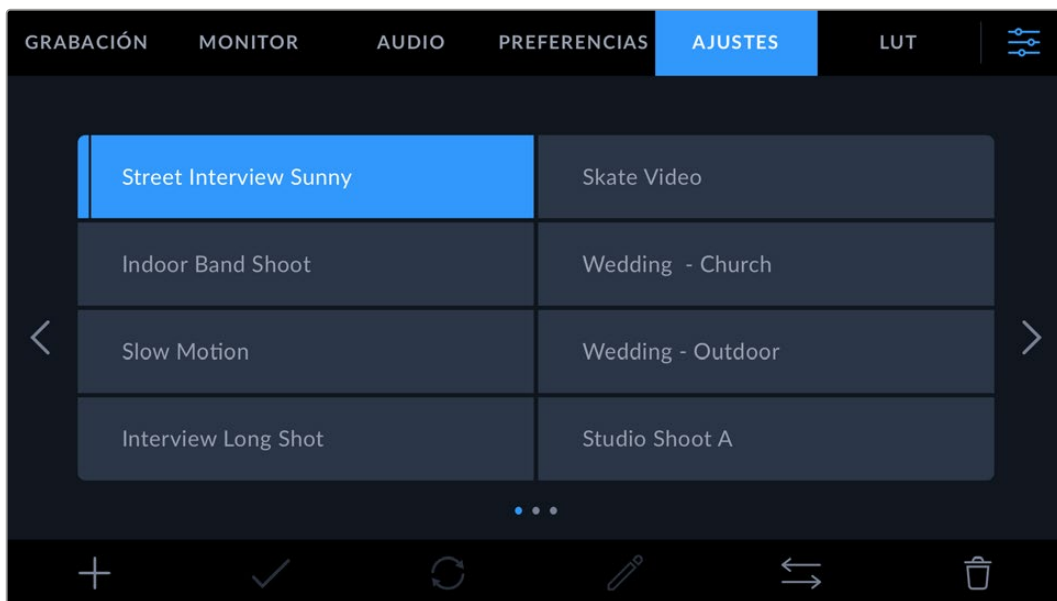 GRABACIÓN MONITOR AUDIO PREFERENCIAS AJUSTES LUT
Street Interview Sunny Skate Video
Indoor Band Shoot Wedding - Church
Slow Motion Wedding - Outdoor
Interview Long Shot Studio Shoot A